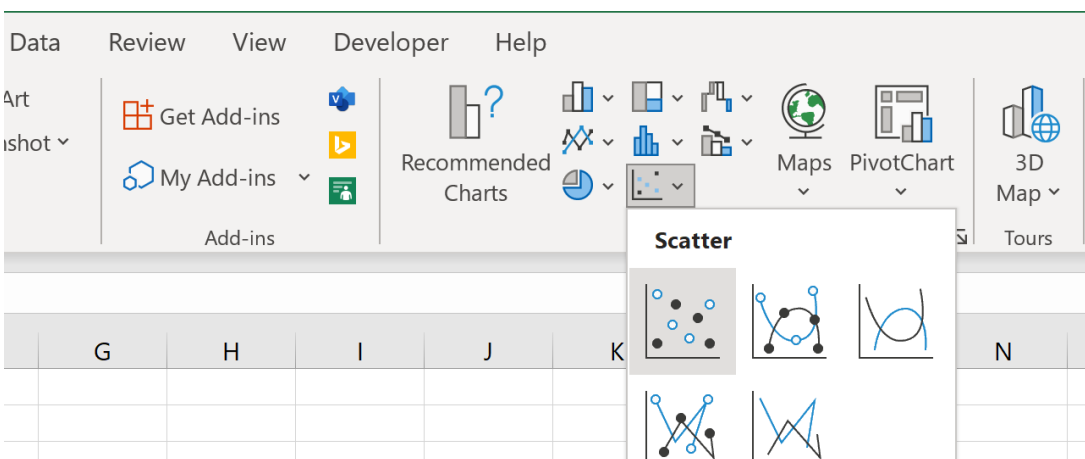 Data Review View Developer Help
Art
Get Add-ins
shot
My Add-ins
Recommended
Charts
Maps
PivotChart
3D
Map
Add-ins
Tours
Scatter
G H I J K N